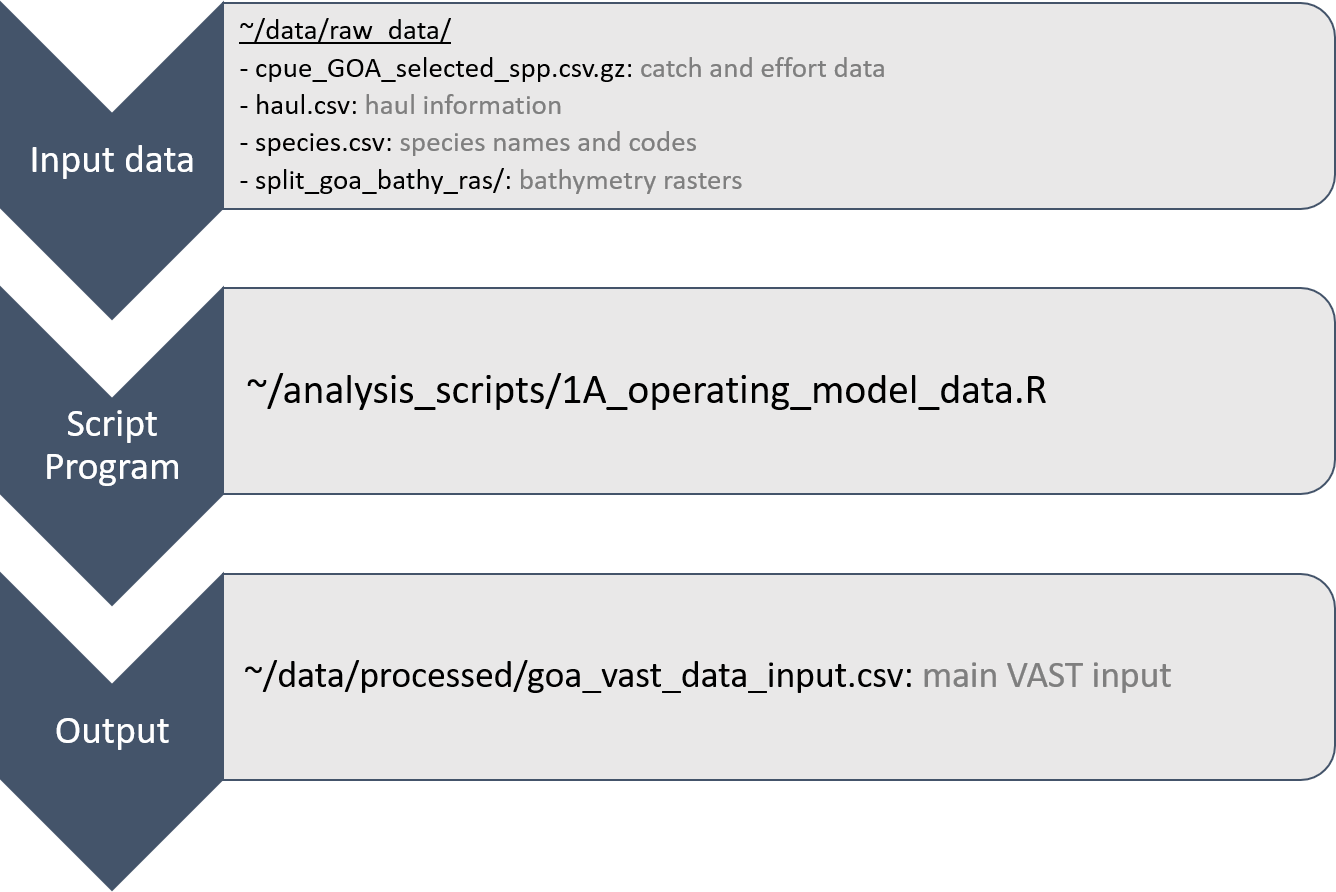 Input data
~/data/raw_data/
- cpue_GOA_selected_spp.csv.gz: catch and effort data
- haul.csv: haul information
- species.csv: species names and codes
- split_goa_bathy_ras/: bathymetry rasters
Script
Program
~/analysis_scripts/1A_operating_model_data.R
Output
~/data/processed/goa_vast_data_input.csv: main VAST input